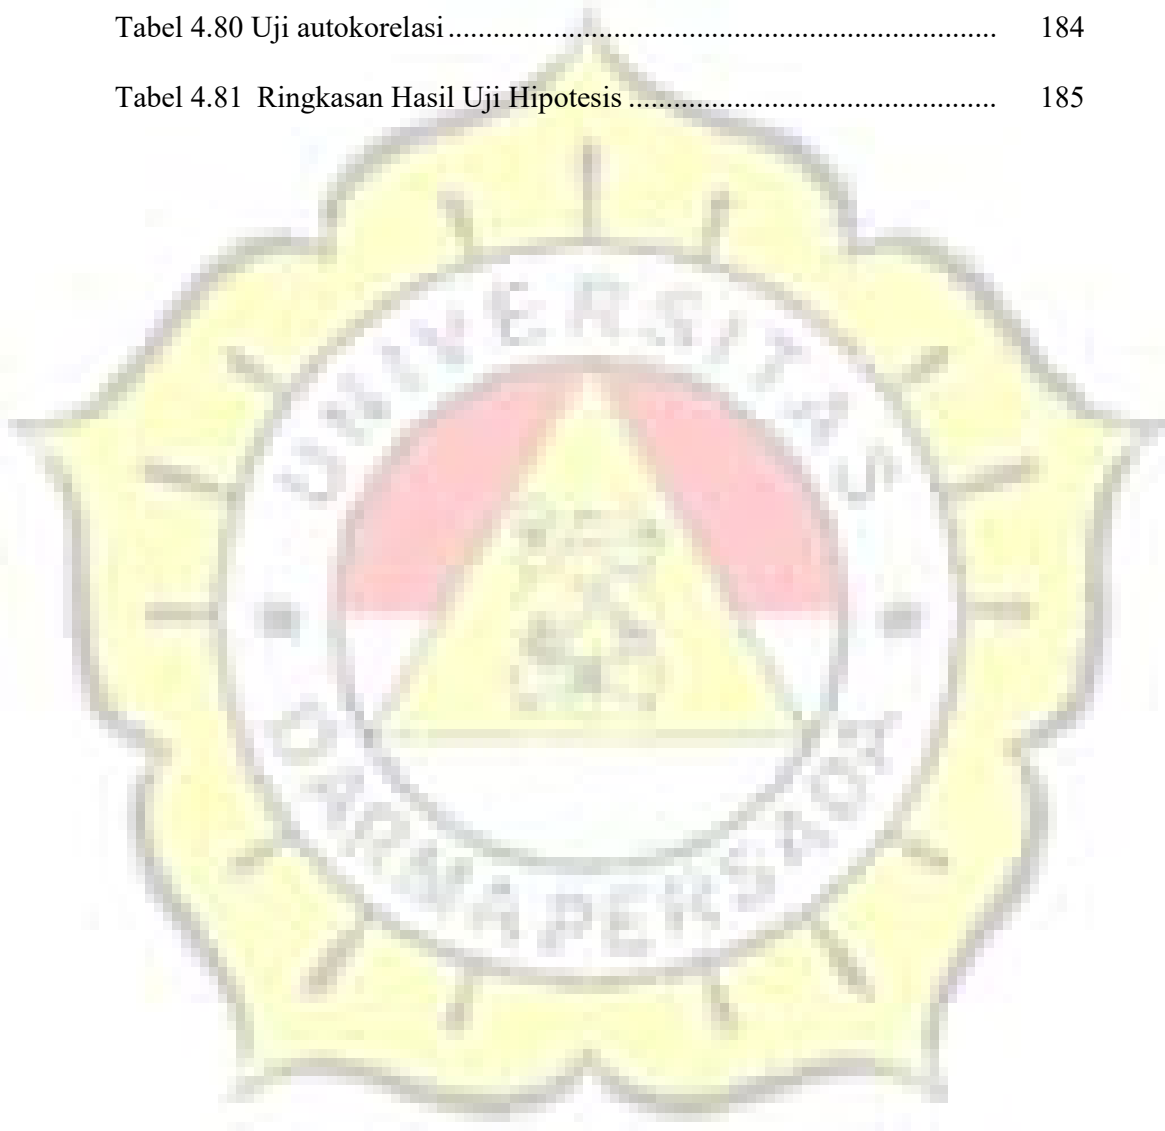 Tabel 4.80 Uji autokorelasi ............................................................. 184
Tabel 4.81 Ringkasan Hasil Uji Hipotesis ......................................... 185
UNIVERSITAS
DARMA PERSADA